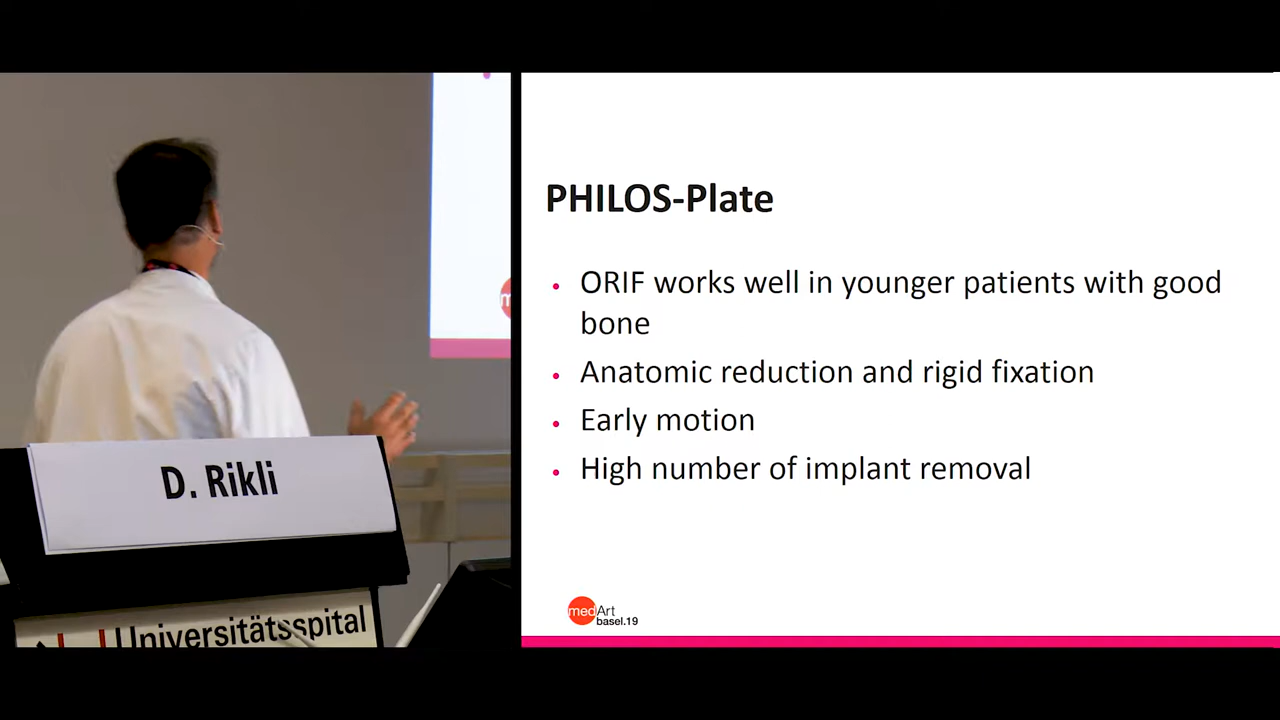 PHILOS-Plate
• ORIF works well in younger patients with good
bone
• Anatomic reduction and rigid fixation
• Early motion
• High number of implant removal
D. Rikli
Universitätsspital
medArt
basel.19